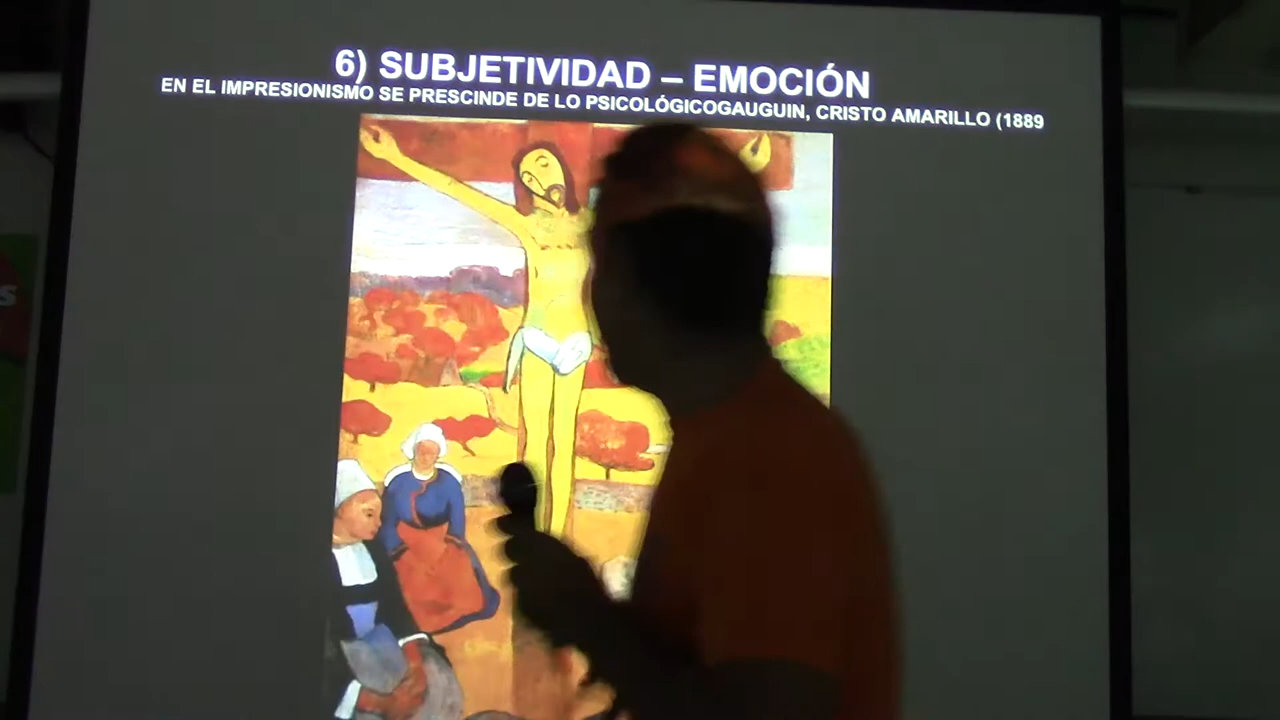 6) SUBJETIVIDAD – EMOCIÓN
EN EL IMPRESIONISMO SE PRESCINDE DE LO PSICOLÓGICOGAUGUIN, CRISTO AMARILLO (1889